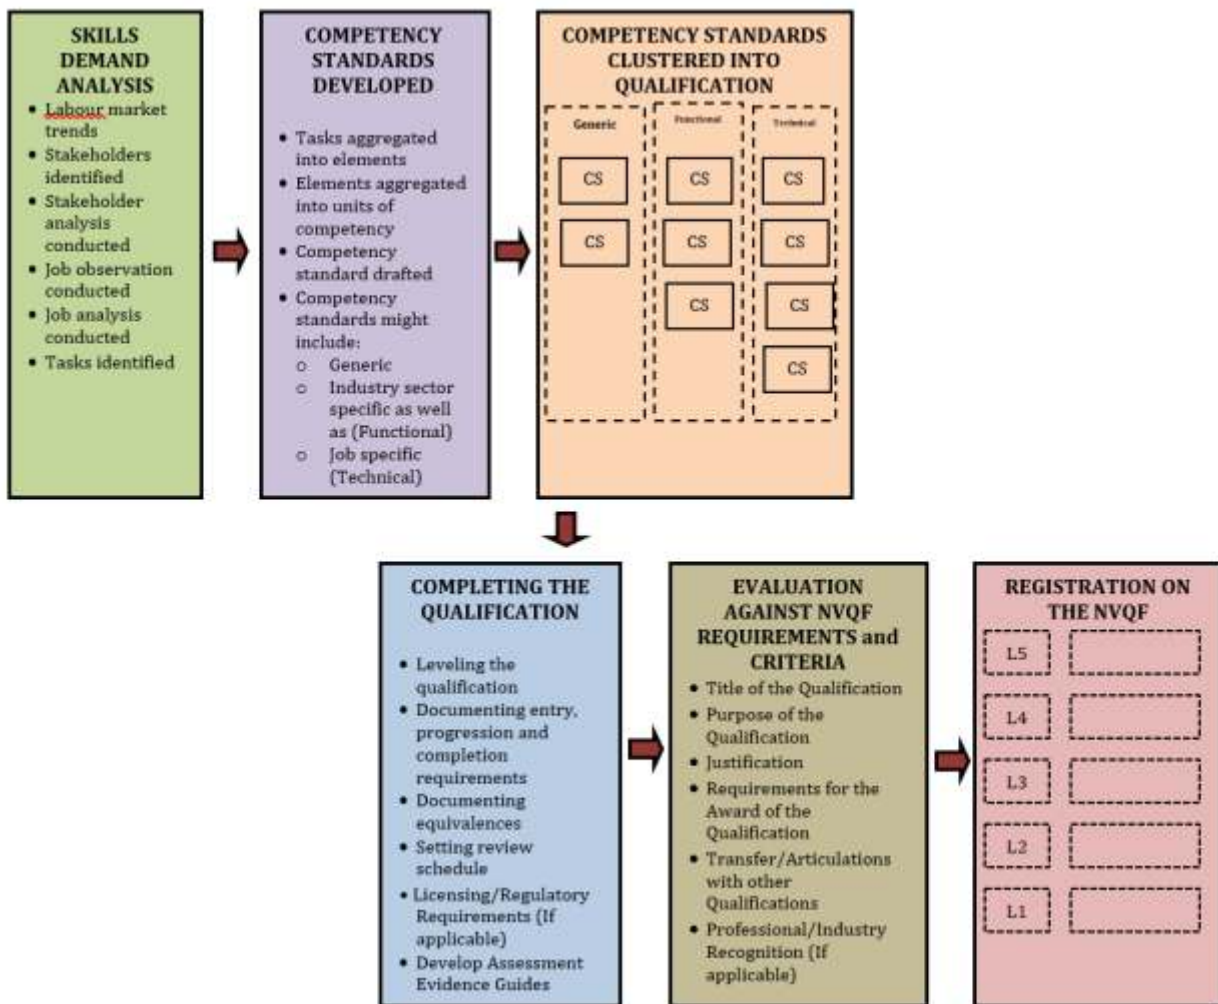 SKILLS
DEMAND
ANALYSIS
• Labour market
trends
• Stakeholders
identified
• Stakeholder
analysis
conducted
• Job observation
conducted
• Job analysis
conducted
• Tasks identified
COMPETENCY
STANDARDS
DEVELOPED
• Tasks aggregated
into elements
• Elements aggregated
into units of
competency
• Competency
standard drafted
• Competency
standards might
include:
o Generic
o Industry sector
specific as well
as (Functional)
o Job specific
(Technical)
COMPETENCY STANDARDS
CLUSTERED INTO
QUALIFICATION
Generic
CS
CS
Functional
CS
CS
CS
Technical
CS
CS
CS
CS
COMPLETING THE
QUALIFICATION
• Leveling the
qualification
• Documenting entry,
progression and
completion
requirements
• Documenting
equivalences
• Setting review
schedule
• Licensing/Regulatory
Requirements (If
applicable)
• Develop Assessment
Evidence Guides
EVALUATION
AGAINST NVQF
REQUIREMENTS and
CRITERIA
• Title of the Qualification
• Purpose of the
Qualification
• Justification
• Requirements for the
Award of the
Qualification
• Transfer/Articulations
with other
Qualifications
• Professional/Industry
Recognition (If
applicable)
REGISTRATION ON
THE NVQF
L5
L4
L3
L2
L1